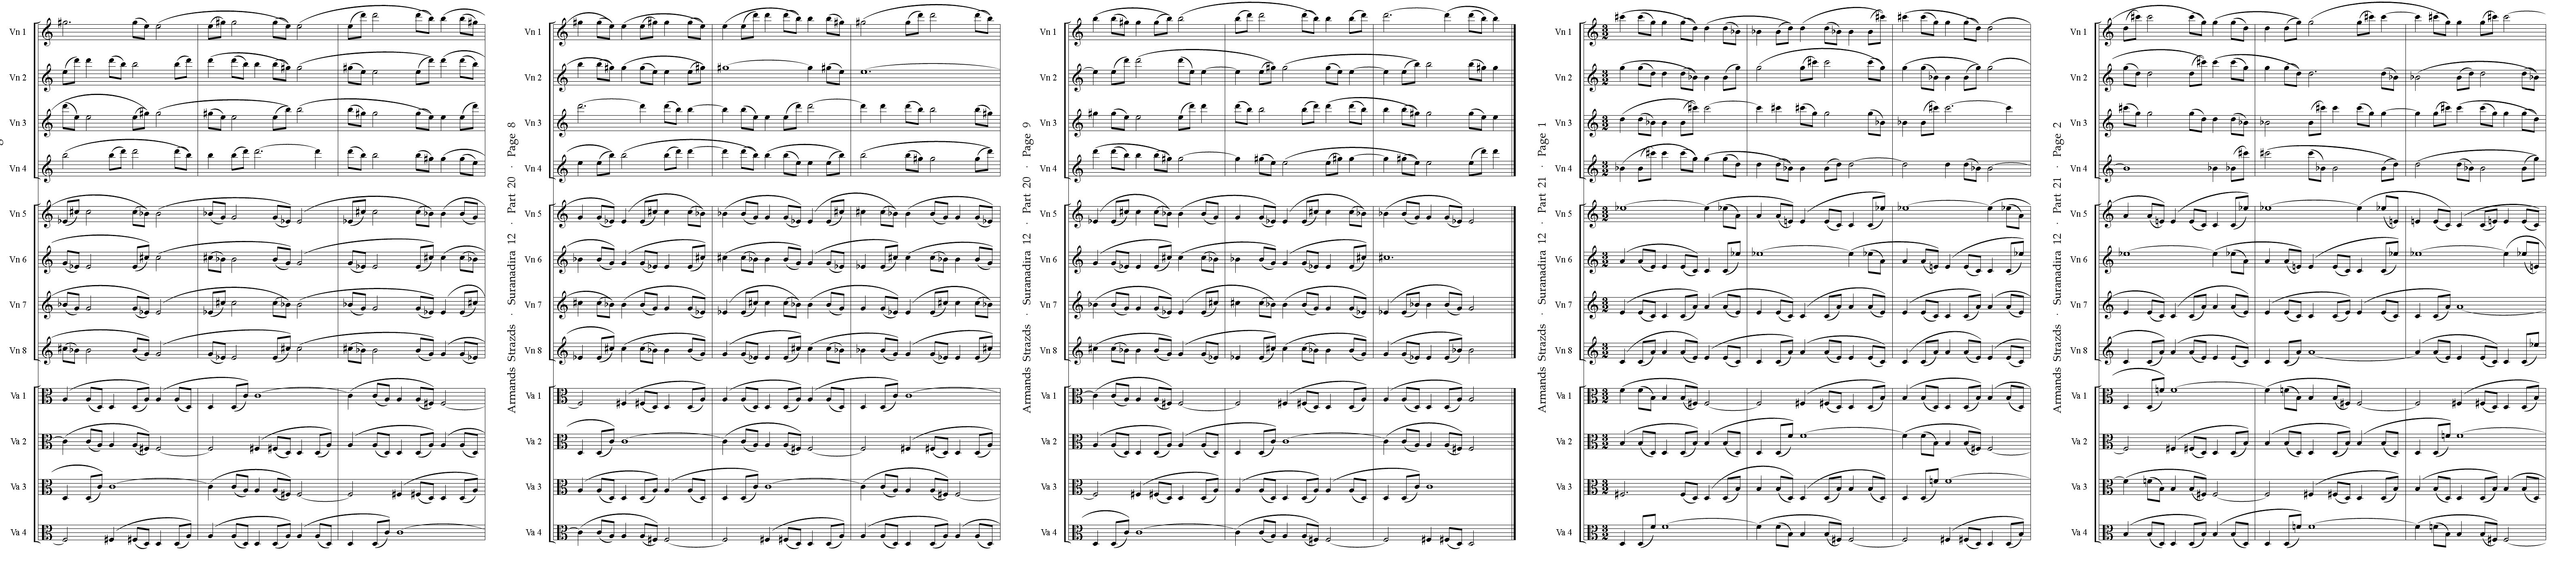 Vn 1
Vn 2
Vn 3
Vn 4
Vn 5
Vn 6
Vn 7
Vn 8
Va 1
Va 2
Va 3
Va 4
Armands Strazds · Suranadira 12 · Part 20 · Page 8
Vn 1
Vn 2
Vn 3
Vn 4
Vn 5
Vn 6
Vn 7
Vn 8
Va 1
Va 2
Va 3
Va 4
Armands Strazds · Suranadira 12 · Part 20 · Page 9
Vn 1
Vn 2
Vn 3
Vn 4
Vn 5
Vn 6
Vn 7
Vn 8
Va 1
Va 2
Va 3
Va 4
Armands Strazds · Suranadira 12 · Part 21 · Page 1
Vn 1
Vn 2
Vn 3
Vn 4
Vn 5
Vn 6
Vn 7
Vn 8
Va 1
Va 2
Va 3
Va 4
Armands Strazds · Suranadira 12 · Part 21 · Page 2
Vn 1
Vn 2
Vn 3
Vn 4
Vn 5
Vn 6
Vn 7
Vn 8
Va 1
Va 2
Va 3
Va 4